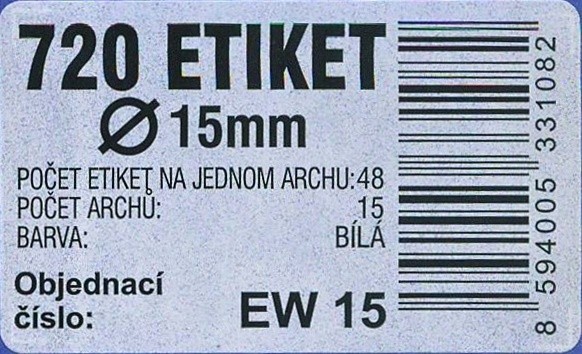 720 ETIKET
Ø 15mm
POČET ETIKET NA JEDNOM ARCHU: 48
POČET ARCHŮ: 15
BARVA: BÍLÁ
Objednací
číslo: EW 15
8 594005 331082